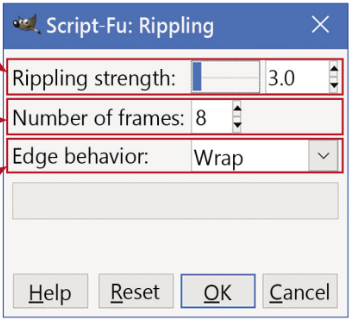 Script-Fu: Rippling
Rippling strength: 3.0
Number of frames: 8
Edge behavior: Wrap
Help Reset OK Cancel